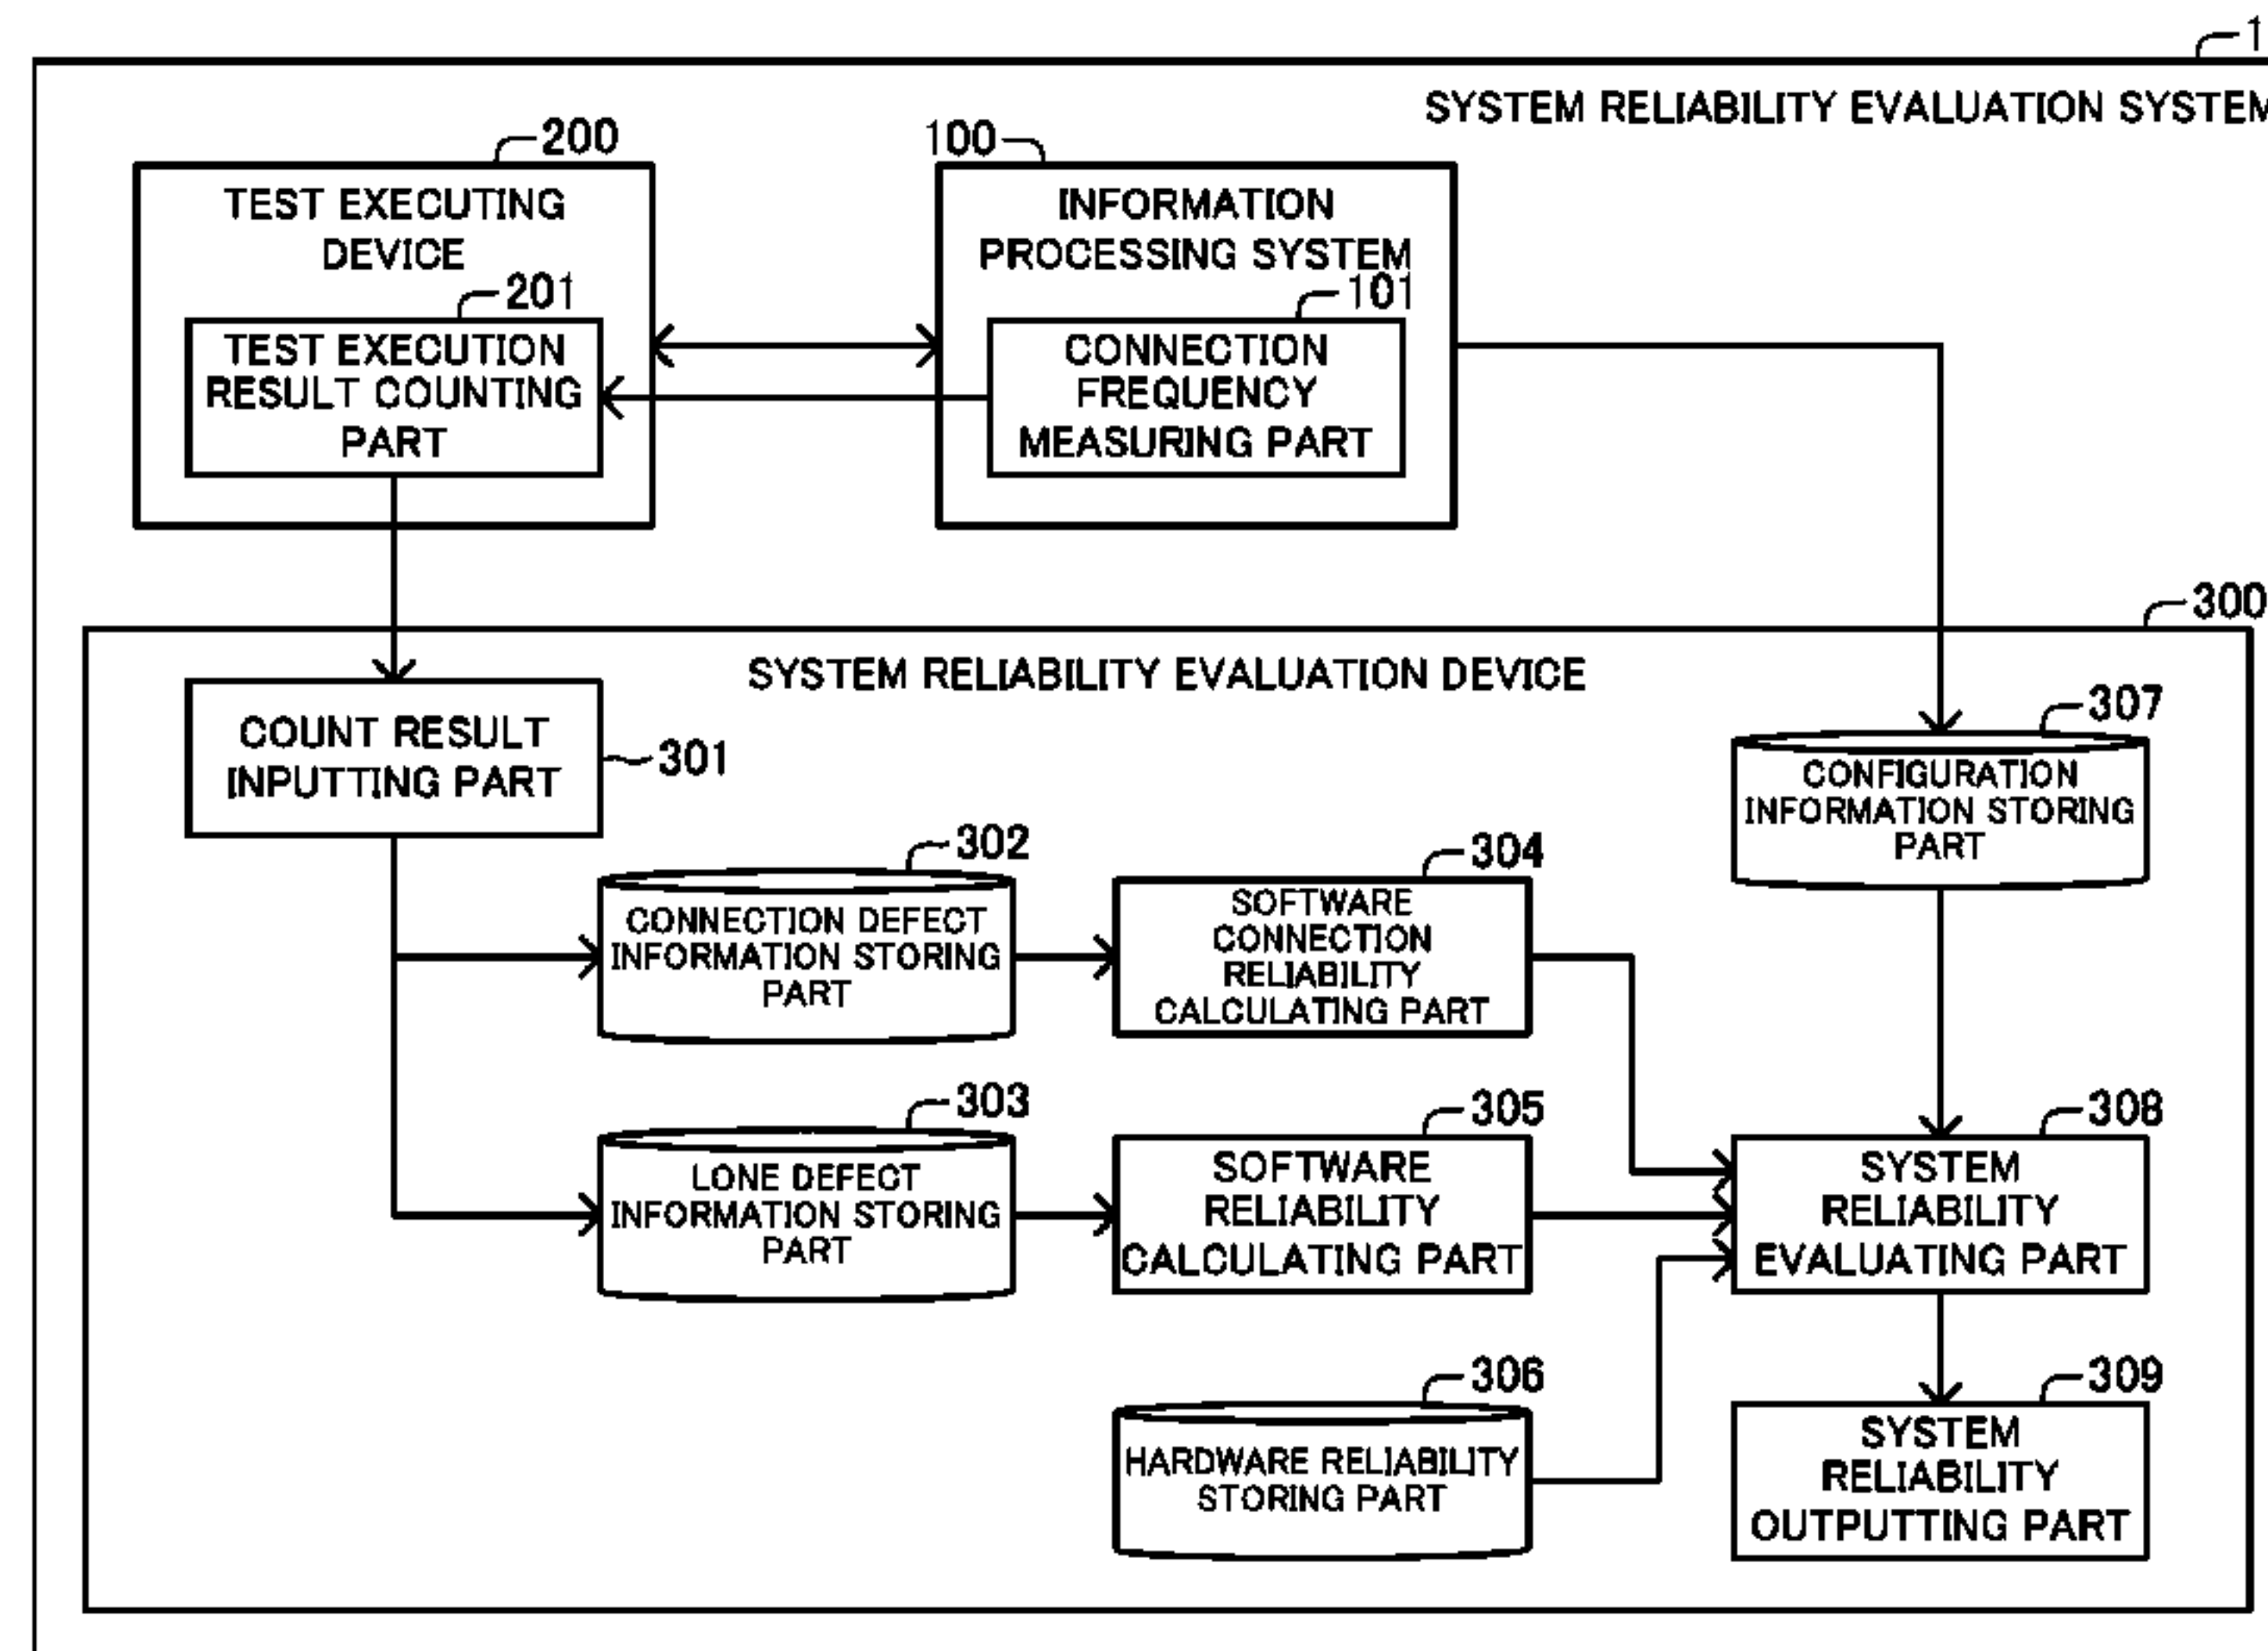 1
SYSTEM RELIABILITY EVALUATION SYSTEM
200
100
TEST EXECUTING
DEVICE
INFORMATION
PROCESSING SYSTEM
201
101
TEST EXECUTION
RESULT COUNTING
PART
CONNECTION
FREQUENCY
MEASURING PART
300
SYSTEM RELIABILITY EVALUATION DEVICE
COUNT RESULT
INPUTTING PART
301
307
CONFIGURATION
INFORMATION STORING
PART
302
CONNECTION DEFECT
INFORMATION STORING
PART
304
SOFTWARE
CONNECTION
RELIABILITY
CALCULATING PART
303
LONE DEFECT
INFORMATION STORING
PART
305
SOFTWARE
RELIABILITY
CALCULATING PART
308
SYSTEM
RELIABILITY
EVALUATING PART
306
HARDWARE RELIABILITY
STORING PART
309
SYSTEM
RELIABILITY
OUTPUTTING PART